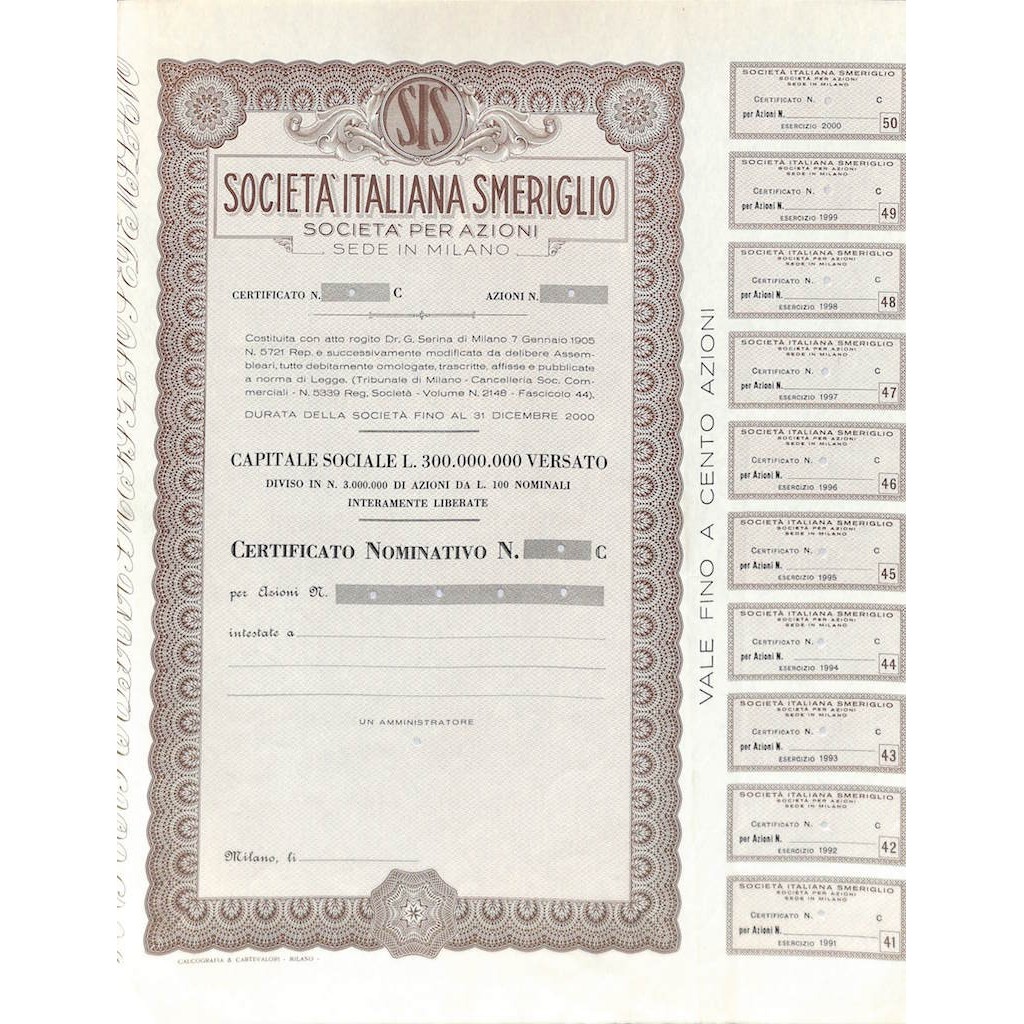 SIS
SOCIETA' ITALIANA SMERIGLIO
SOCIETA' PER AZIONI
SEDE IN MILANO
CERTIFICATO N. C AZIONI N.
Costituita con atto rogito Dr. G. Serina di Milano 7 Gennaio 1905
N. 5721 Rep. e successivamente modificata da delibere Assem-
bleari, tutte debitamente omologate, trascritte, affisse e pubblicate
a norma di Legge. (Tribunale di Milano - Cancelleria Soc. Com-
merciali - N. 5339 Reg. Società - Volume N. 2148 - Fascicolo 44).
DURATA DELLA SOCIETÀ FINO AL 31 DICEMBRE 2000
CAPITALE SOCIALE L. 300.000.000 VERSATO
DIVISO IN N. 3.000.000 DI AZIONI DA L. 100 NOMINALI
INTERAMENTE LIBERATE
CERTIFICATO NOMINATIVO N. C
per Azioni N.
intestate a
UN AMMINISTRATORE
Milano, li
CALCOGRAFIA & CARTEVALORI - MILANO -
VALE FINO A CENTO AZIONI
SOCIETÀ ITALIANA SMERIGLIO
SOCIETÀ PER AZIONI
SEDE IN MILANO
CERTIFICATO N. C
per Azioni N.
ESERCIZIO 2000 50
SOCIETÀ ITALIANA SMERIGLIO
SOCIETÀ PER AZIONI
SEDE IN MILANO
CERTIFICATO N. C
per Azioni N.
ESERCIZIO 1999 49
SOCIETÀ ITALIANA SMERIGLIO
SOCIETÀ PER AZIONI
SEDE IN MILANO
CERTIFICATO N. C
per Azioni N.
ESERCIZIO 1998 48
SOCIETÀ ITALIANA SMERIGLIO
SOCIETÀ PER AZIONI
SEDE IN MILANO
CERTIFICATO N. C
per Azioni N.
ESERCIZIO 1997 47
SOCIETÀ ITALIANA SMERIGLIO
SOCIETÀ PER AZIONI
SEDE IN MILANO
CERTIFICATO N. C
per Azioni N.
ESERCIZIO 1996 46
SOCIETÀ ITALIANA SMERIGLIO
SOCIETÀ PER AZIONI
SEDE IN MILANO
CERTIFICATO N. C
per Azioni N.
ESERCIZIO 1995 45
SOCIETÀ ITALIANA SMERIGLIO
SOCIETÀ PER AZIONI
SEDE IN MILANO
CERTIFICATO N. C
per Azioni N.
ESERCIZIO 1994 44
SOCIETÀ ITALIANA SMERIGLIO
SOCIETÀ PER AZIONI
SEDE IN MILANO
CERTIFICATO N. C
per Azioni N.
ESERCIZIO 1993 43
SOCIETÀ ITALIANA SMERIGLIO
SOCIETÀ PER AZIONI
SEDE IN MILANO
CERTIFICATO N. C
per Azioni N.
ESERCIZIO 1992 42
SOCIETÀ ITALIANA SMERIGLIO
SOCIETÀ PER AZIONI
SEDE IN MILANO
CERTIFICATO N. C
per Azioni N.
ESERCIZIO 1991 41